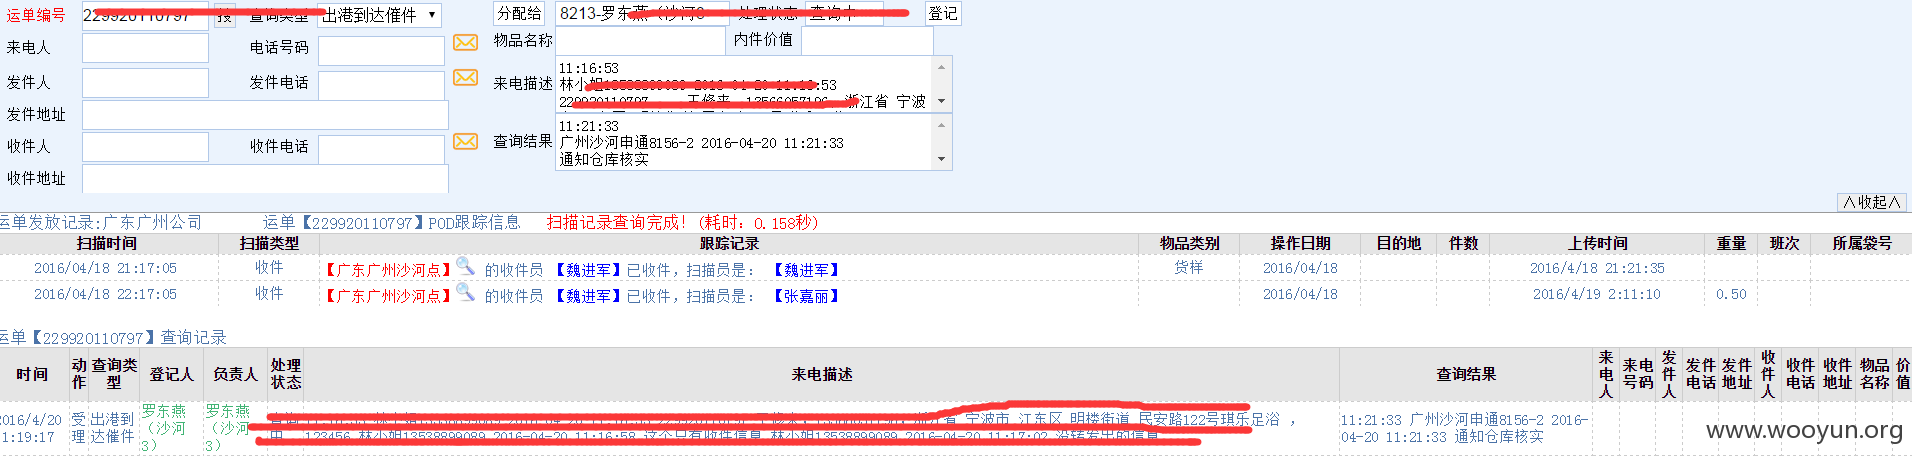 运单编号 229920110797 搜 查询类型 出港到达催件 分配给 8213-罗东燕（沙河3 处理状态 查询中 登记
来电人 电话号码 物品名称 内件价值
发件人 发件电话 来电描述 11:16:53
林小姐 :53
浙江省 宁波
发件地址
收件人 收件电话 查询结果 11:21:33
广州沙河申通8156-2 2016-04-20 11:21:33
通知仓库核实
收件地址
∧收起∧
运单发放记录:广东广州公司 运单【229920110797】POD跟踪信息 扫描记录查询完成! (耗时: 0.158秒)
扫描时间 扫描类型 跟踪记录 物品类别 操作日期 目的地 件数 上传时间 重量 班次 所属袋号
2016/04/18 21:17:05 收件 【广东广州沙河点】 的收件员 【魏进军】已收件，扫描员是： 【魏进军】 货样 2016/04/18 2016/4/18 21:21:35
2016/04/18 22:17:05 收件 【广东广州沙河点】 的收件员 【魏进军】已收件，扫描员是： 【张嘉丽】 2016/04/18 2016/4/19 2:11:10 0.50
运单【229920110797】查询记录
时间 动作 查询类型 登记人 负责人 处理状态 来电描述 查询结果 来电人 来电号码 发件人 发件电话 发件地址 收件人 收件电话 收件地址 物品名称 价值
2016/4/20 受理 出港到达催件 罗东燕（沙河3） 罗东燕（沙河3） 浙江省 宁波市 江东区 明楼街道 民安路122号琪乐足浴 ， 11:21:33 广州沙河申通8156-2 2016-04-20 11:21:33 通知仓库核实
1:19:17 123456 林小姐13538899089 2016-04-20 11:16:58 这个只有收件信息 林小姐13538899089 2016-04-20 11:17:02 没转发出的信息
www.wooyun.org